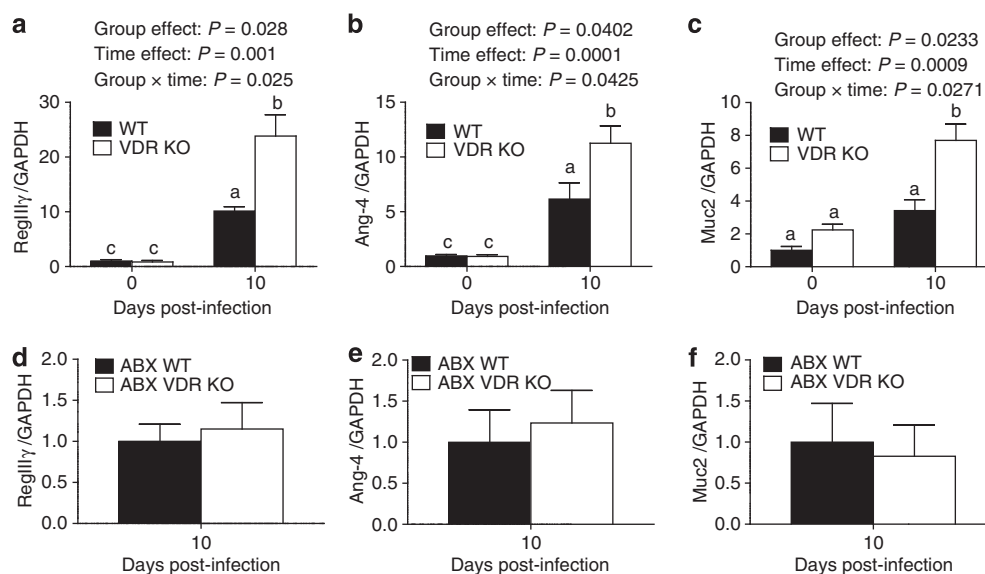 a
Group effect: P = 0.028
Time effect: P = 0.001
Group × time: P = 0.025
30
20
10
0
RegIIIγ/GAPDH
WT
VDR KO
c
c
a
b
0
10
Days post-infection
b
Group effect: P = 0.0402
Time effect: P = 0.0001
Group × time: P = 0.0425
15
10
5
0
Ang-4 /GAPDH
WT
VDR KO
c
c
a
b
0
10
Days post-infection
c
Group effect: P = 0.0233
Time effect: P = 0.0009
Group × time: P = 0.0271
10
8
6
4
2
0
Muc2 /GAPDH
WT
VDR KO
a
a
a
b
0
10
Days post-infection
d
2.0
1.5
1.0
0.5
0.0
RegIIIγ/GAPDH
ABX WT
ABX VDR KO
10
Days post-infection
e
2.0
1.5
1.0
0.5
0.0
Ang-4 /GAPDH
ABX WT
ABX VDR KO
10
Days post-infection
f
2.0
1.5
1.0
0.5
0.0
Muc2 /GAPDH
ABX WT
ABX VDR KO
10
Days post-infection